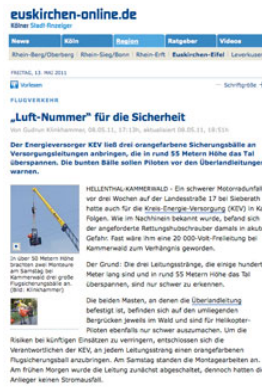 euskirchen-online.de
Kölner Stadt-Anzeiger
News Köln Region Ratgeber Videos
Rhein-Berg/Oberberg Rhein-Sieg/Bonn Rhein-Erft Euskirchen-Eifel Leverkusen
FREITAG, 13. MAI 2011
Vorlesen Schriftgröße
FLUGVERKEHR
„Luft-Nummer“ für die Sicherheit
Von Gudrun Klinkhammer, 08.05.11, 17:13h, aktualisiert 08.05.11, 18:51h
Der Energieversorger KEV ließ drei orangefarbene Sicherungsbälle an
Versorgungsleitungen anbringen, die in rund 55 Metern Höhe das Tal
überspannen. Die bunten Bälle sollen Piloten vor den Überlandleitungen
warnen.
HELLENTHAL-KAMMERWALD - Ein schwerer Motorradunfall
vor drei Wochen auf der Landesstraße 17 bei Sieberath
hatte auch für die Kreis-Energie-Versorgung (KEV) in Ka
Folgen. Wie im Nachhinein bekannt wurde, befand sich
der angeforderte Rettungshubschrauber damals in akute
Gefahr. Fast wäre ihm eine 20 000-Volt-Freileitung bei
Kammerwald zum Verhängnis geworden.
In über 50 Metern Höhe
brachten zwei Monteure
am Samstag bei
Kammerwald drei große
Flugsicherungsbälle an.
(Bild: Klinkhammer)
Der Grund: Die drei Leitungsstränge, die einige hundert
Meter lang sind und in rund 55 Metern Höhe das Tal
überspannen, sind nur schwer zu erkennen.
Die beiden Masten, an denen die Überlandleitung
befestigt ist, befinden sich auf den umliegenden
Bergrücken jeweils im Wald und sind für Helikopter-
Piloten ebenfalls nur schwer auszumachen. Um die
Risiken bei künftigen Einsätzen zu verringern, entschlossen sich die
Verantwortlichen der KEV, an jedem Leitungsstrang einen orangefarbenen
Flugsicherungsball anzubringen. Am Samstag standen die Montagearbeiten an.
Am frühen Morgen wurde die Leitung zunächst abgeschaltet, dennoch hatten die
Anlieger keinen Stromausfall.